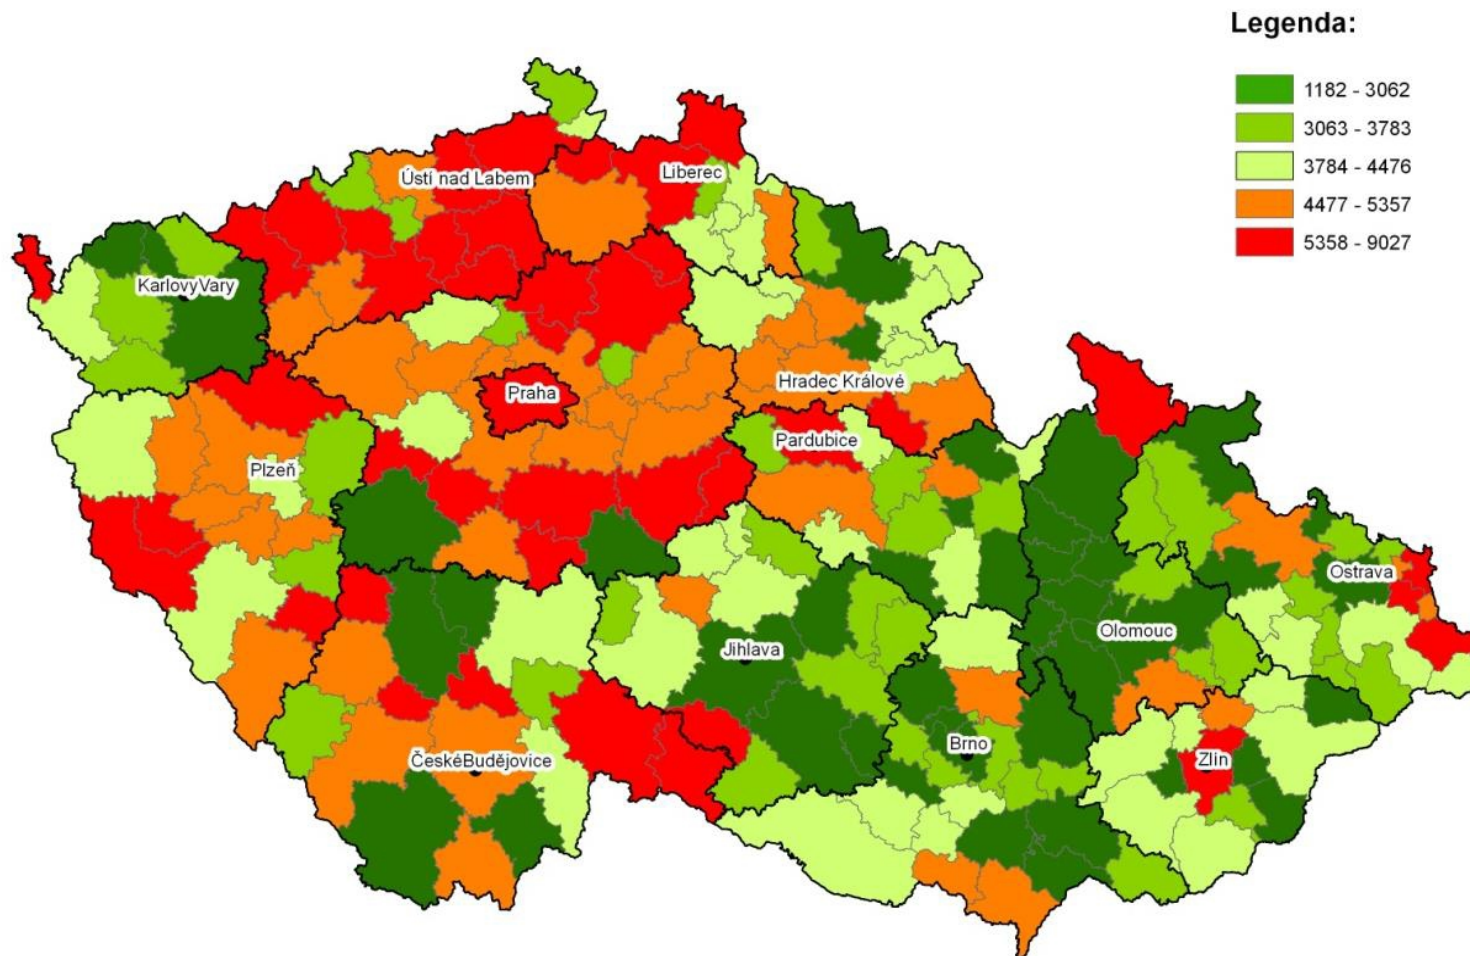 Legenda:
1182 - 3062
3063 - 3783
3784 - 4476
4477 - 5357
5358 - 9027
Ústí nad Labem
Liberec
KarlovyVary
Praha
Hradec Králové
Pardubice
Plzeň
Ostrava
Olomouc
Jihlava
Brno
ČeskéBudějovice
Zlín